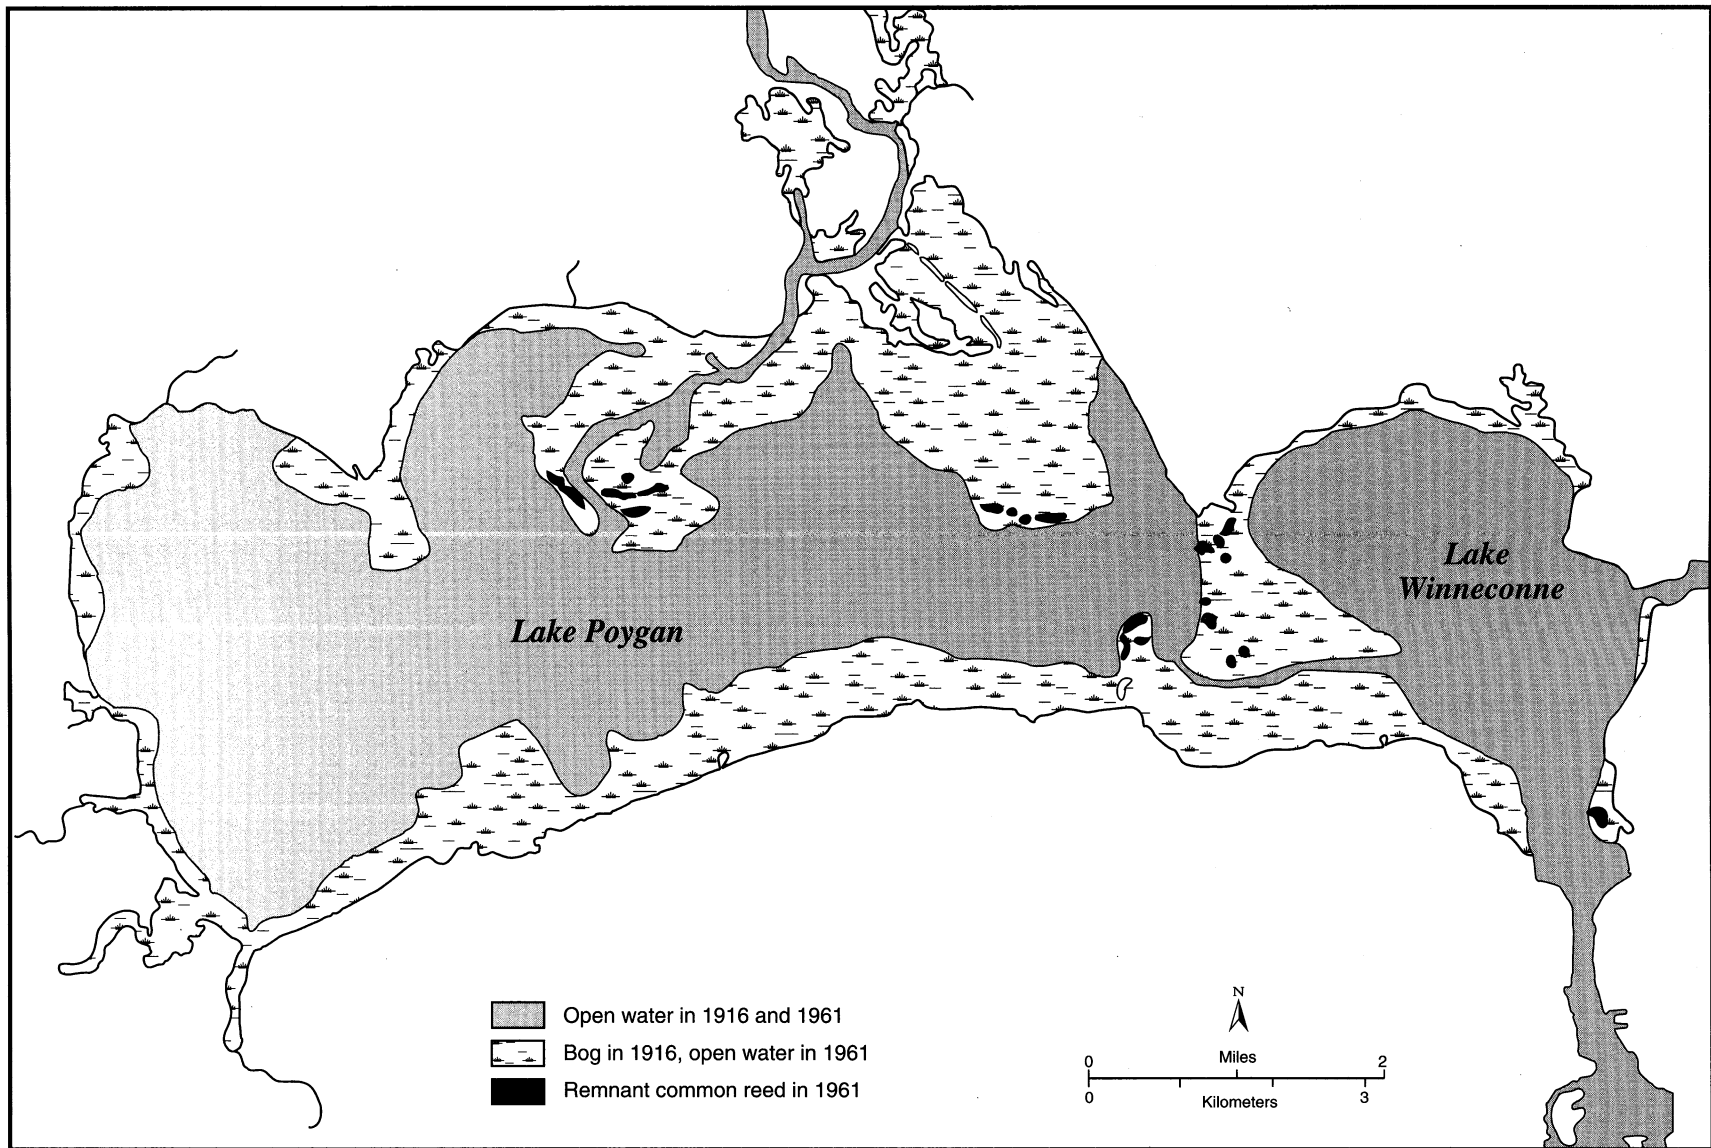 Lake
Winneconne
Lake Poygan
Open water in 1916 and 1961
Bog in 1916, open water in 1961
Remnant common reed in 1961
N
0 Miles 2
0 Kilometers 3